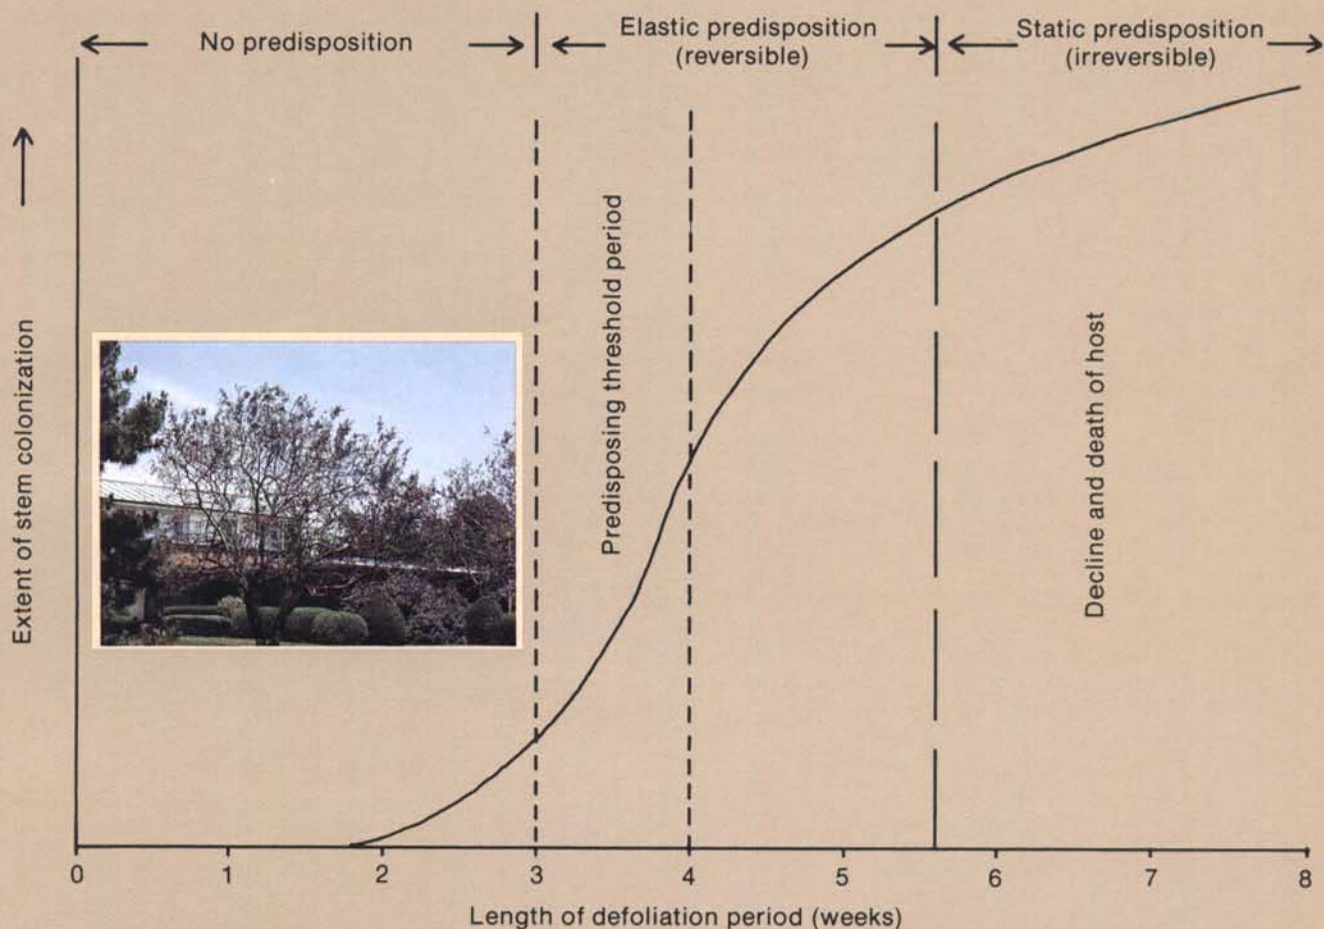 No predisposition
Elastic predisposition
(reversible)
Static predisposition
(irreversible)
Extent of stem colonization
Predisposing threshold period
Decline and death of host
0 1 2 3 4 5 6 7 8
Length of defoliation period (weeks)